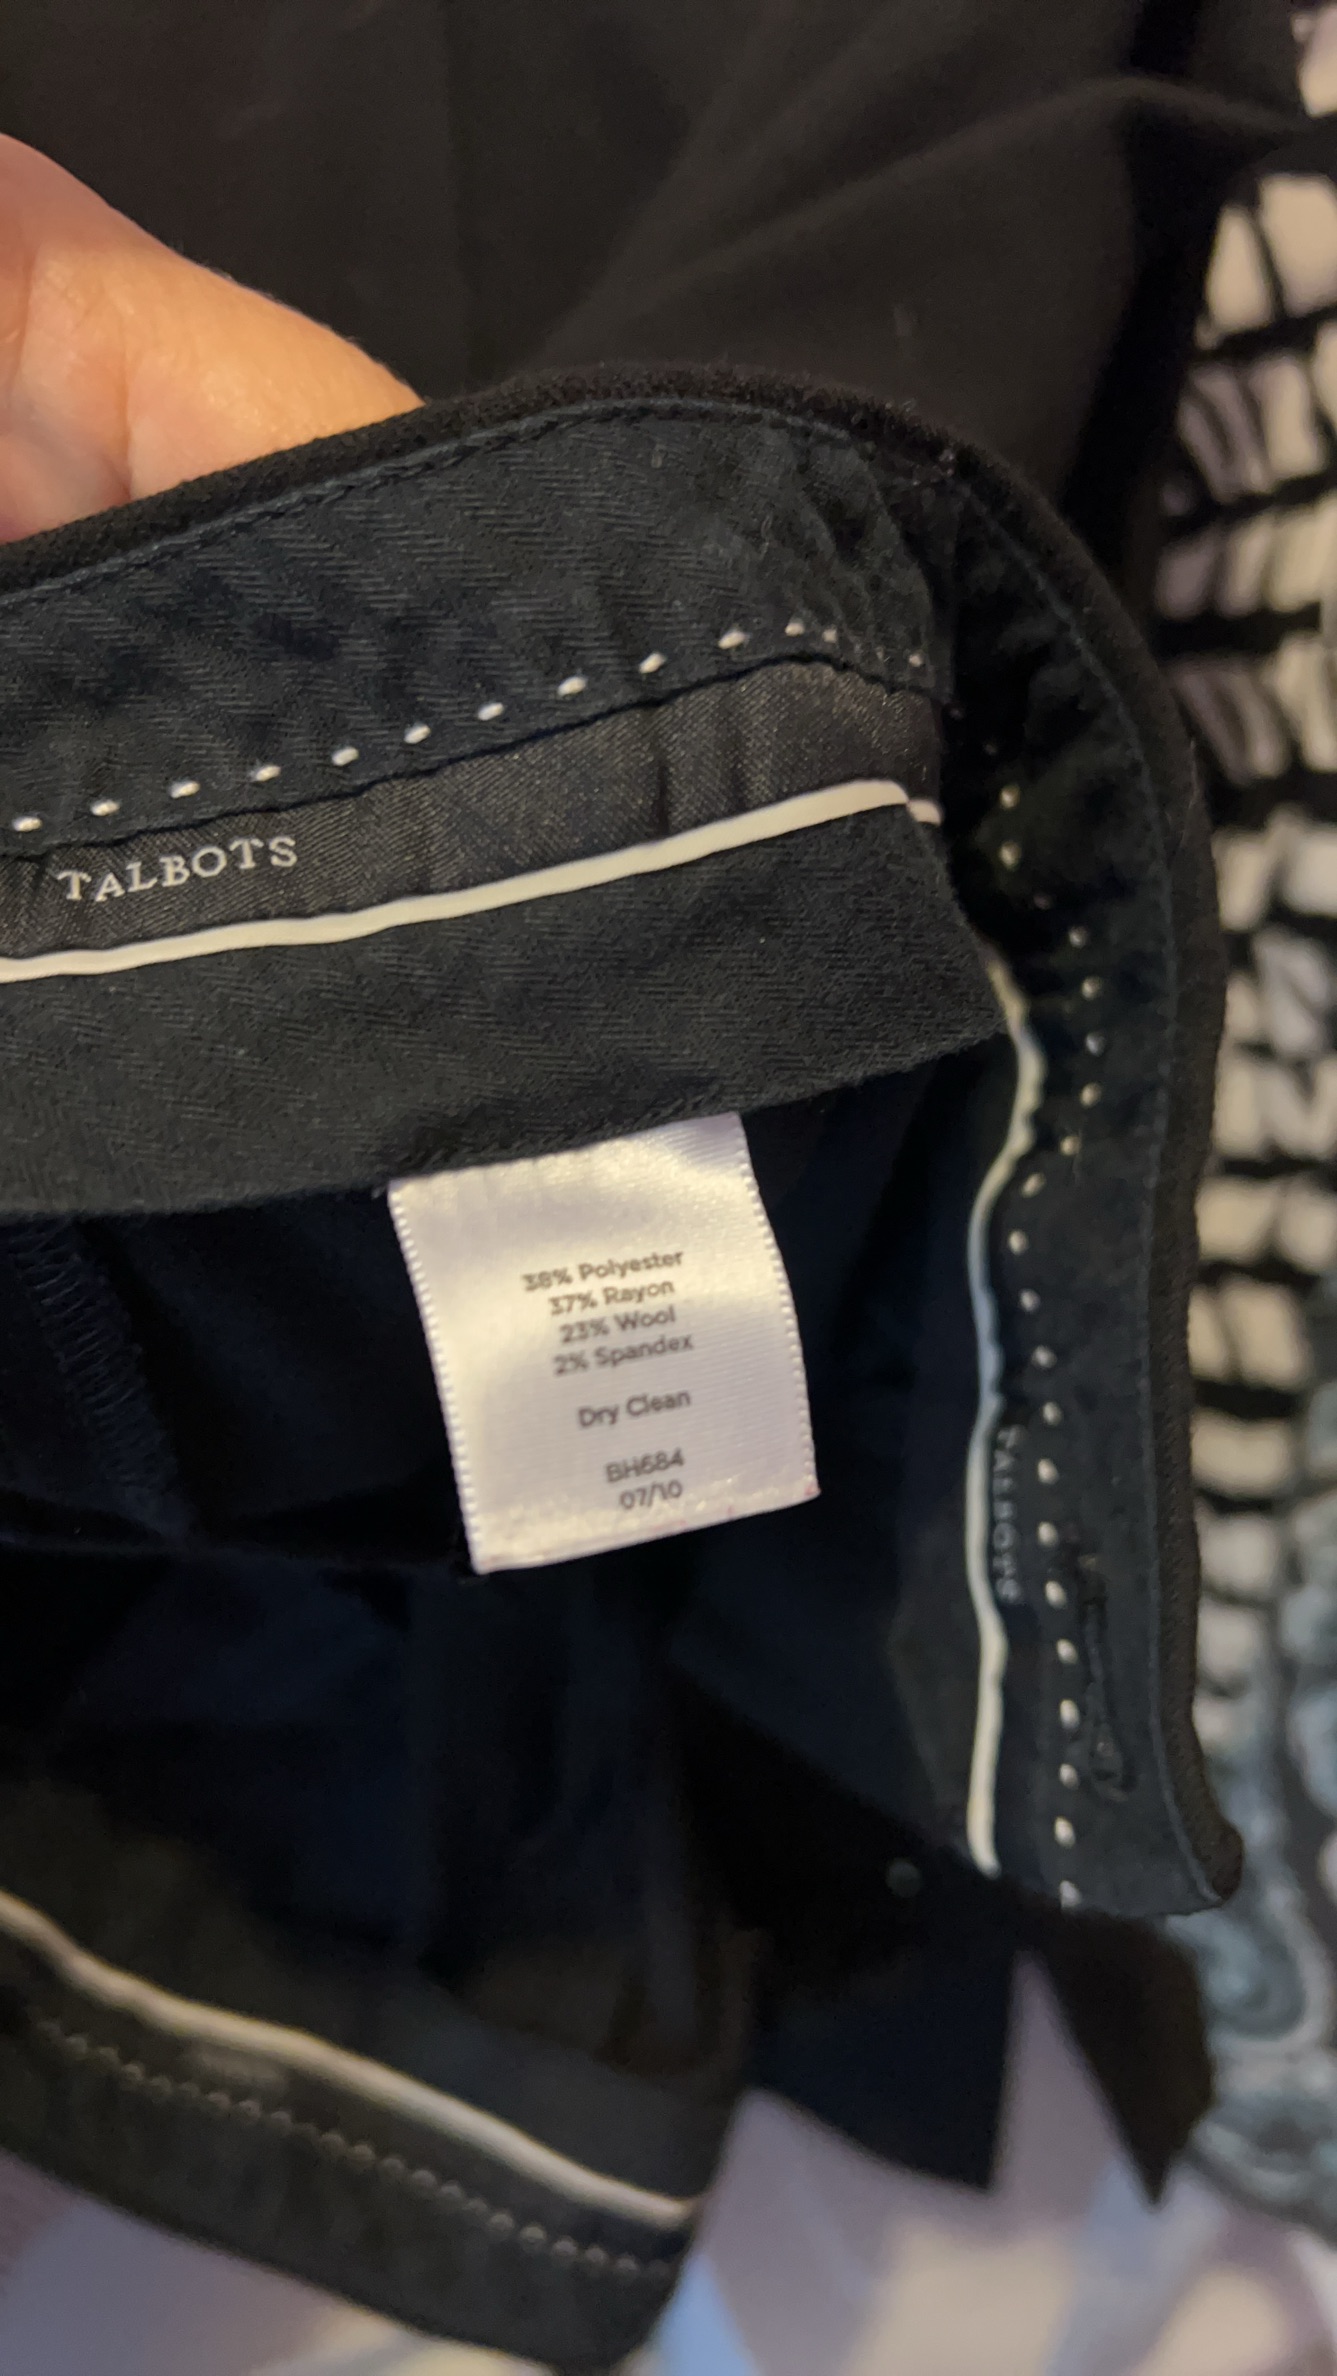 TALBOTS
38% Polyester
37% Rayon
23% Wool
2% Spandex
Dry Clean
BH684
07/10
TALBOTS